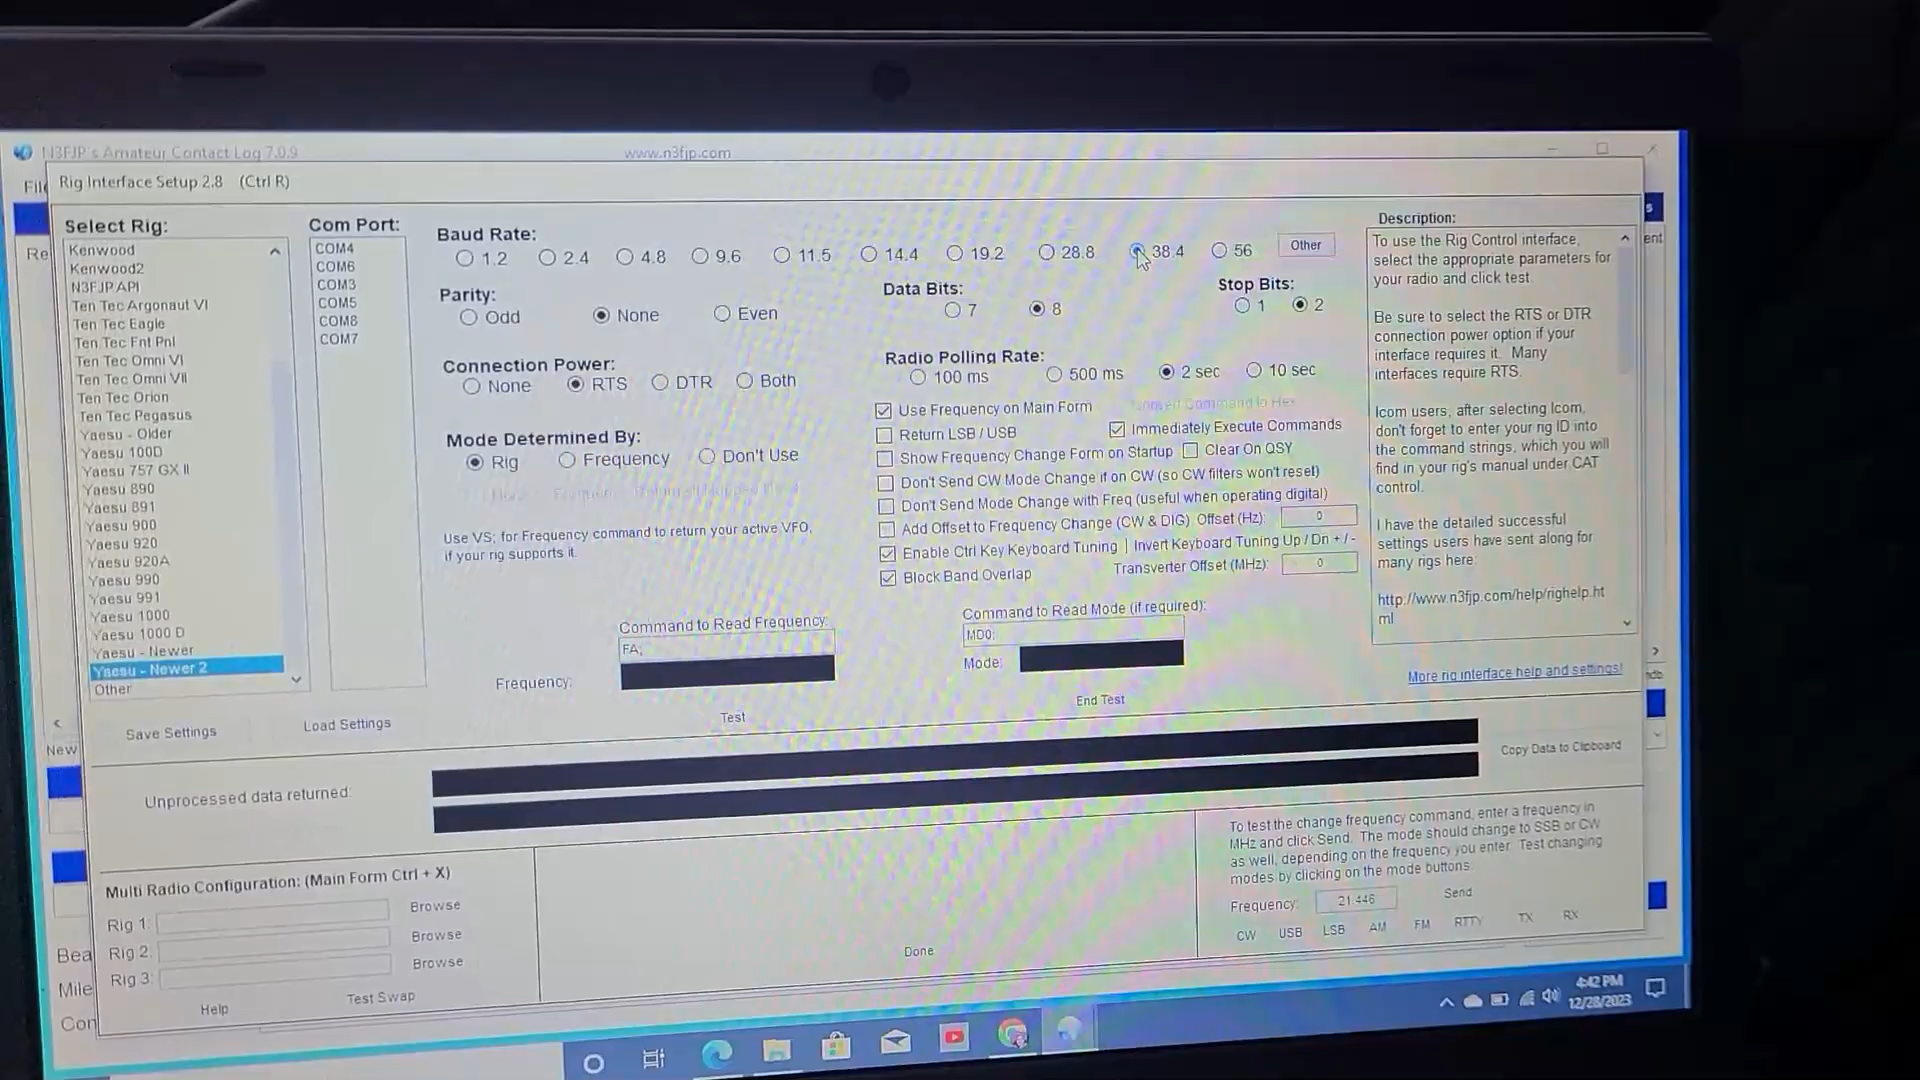 N3FJP's Amateur Contact Log 7.0.9
www.n3fjp.com
Rig Interface Setup 2.8 (Ctrl R)
Select Rig:
Kenwood
Kenwood2
N3FJP API
Ten Tec Argonaut VI
Ten Tec Eagle
Ten Tec Fnt Pnl
Ten Tec Omni VI
Ten Tec Omni VII
Ten Tec Orion
Ten Tec Pegasus
Yaesu - Older
Yaesu 100D
Yaesu 757 GX II
Yaesu 890
Yaesu 891
Yaesu 900
Yaesu 920
Yaesu 920A
Yaesu 990
Yaesu 991
Yaesu 1000
Yaesu 1000 D
Yaesu - Newer
Yaesu - Newer 2
Other
Com Port:
COM4
COM6
COM3
COM5
COM8
COM7
Baud Rate:
1.2 2.4 4.8 9.6 11.5 14.4 19.2 28.8 38.4 56 Other
Parity:
Odd None Even
Data Bits:
7 8
Stop Bits:
1 2
Connection Power:
None RTS DTR Both
Radio Polling Rate:
100 ms 500 ms 2 sec 10 sec
Mode Determined By:
Rig Frequency Don't Use
Use VS; for Frequency command to return your active VFO,
if your rig supports it.
Use Frequency on Main Form Convert Command to Hex
Return LSB / USB Immediately Execute Commands
Show Frequency Change Form on Startup Clear On QSY
Don't Send CW Mode Change if on CW (so CW filters won't reset)
Don't Send Mode Change with Freq (useful when operating digital)
Add Offset to Frequency Change (CW & DIG) Offset (Hz): 0
Enable Ctrl Key Keyboard Tuning | Invert Keyboard Tuning Up / Dn + / -
Block Band Overlap Transverter Offset (MHz): 0
Command to Read Frequency:
FA;
Frequency:
Command to Read Mode (if required):
MD0;
Mode:
Test
End Test
Save Settings
Load Settings
Description:
To use the Rig Control interface,
select the appropriate parameters for
your radio and click test.
Be sure to select the RTS or DTR
connection power option if your
interface requires it. Many
interfaces require RTS.
Icom users, after selecting Icom,
don't forget to enter your rig ID into
the command strings, which you will
find in your rig's manual under CAT
control.
I have the detailed successful
settings users have sent along for
many rigs here:
http://www.n3fjp.com/help/righelp.ht
ml
More rig interface help and settings!
Unprocessed data returned:
Copy Data to Clipboard
Multi Radio Configuration: (Main Form Ctrl + X)
Rig 1: Browse
Rig 2: Browse
Rig 3: Browse
Help
Test Swap
Done
To test the change frequency command, enter a frequency in
MHz and click Send. The mode should change to SSB or CW
as well, depending on the frequency you enter. Test changing
modes by clicking on the mode buttons.
Frequency: 21.446 Send
CW USB LSB AM FM RTTY TX RX
New
4:42 PM
12/28/2023